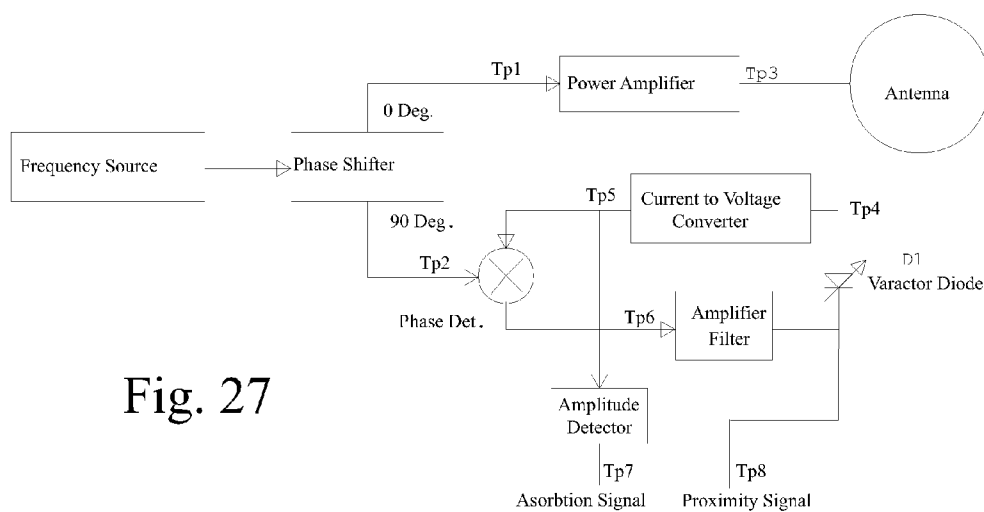 Tp1
Power Amplifier
Tp3
Antenna
0 Deg.
Frequency Source
Phase Shifter
90 Deg.
Tp5
Current to Voltage
Converter
Tp4
Tp2
D1
Varactor Diode
Phase Det.
Tp6
Amplifier
Filter
Fig. 27
Amplitude
Detector
Tp7
Tp8
Asorbtion Signal
Proximity Signal